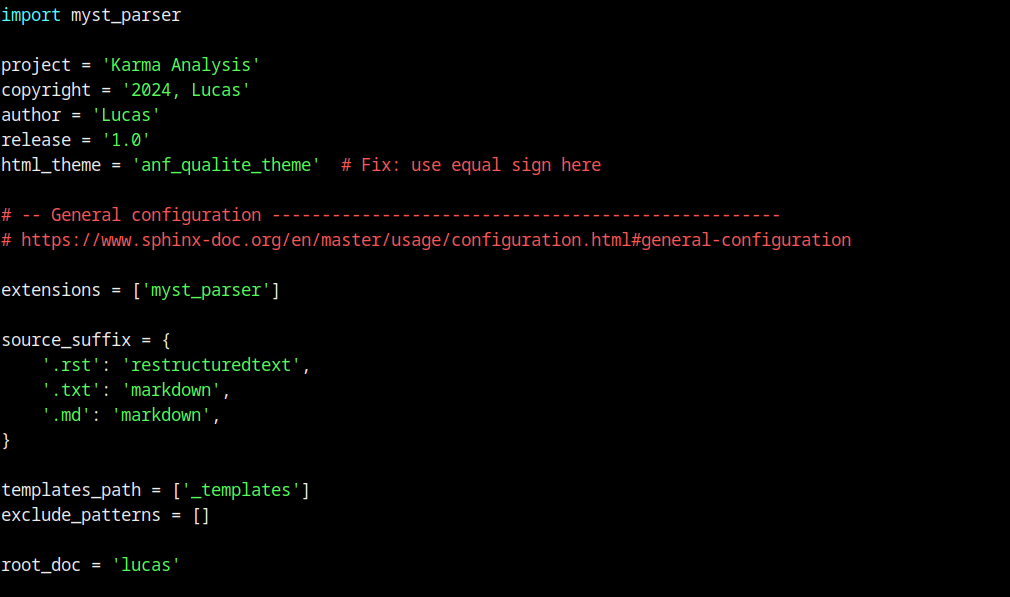 import myst_parser
project = 'Karma Analysis'
copyright = '2024, Lucas'
author = 'Lucas'
release = '1.0'
html_theme = 'anf_qualite_theme'  # Fix: use equal sign here
# -- General configuration ---------------------------------------------------
# https://www.sphinx-doc.org/en/master/usage/configuration.html#general-configuration
extensions = ['myst_parser']
source_suffix = {
    '.rst': 'restructuredtext',
    '.txt': 'markdown',
    '.md': 'markdown',
}
templates_path = ['_templates']
exclude_patterns = []
root_doc = 'lucas'